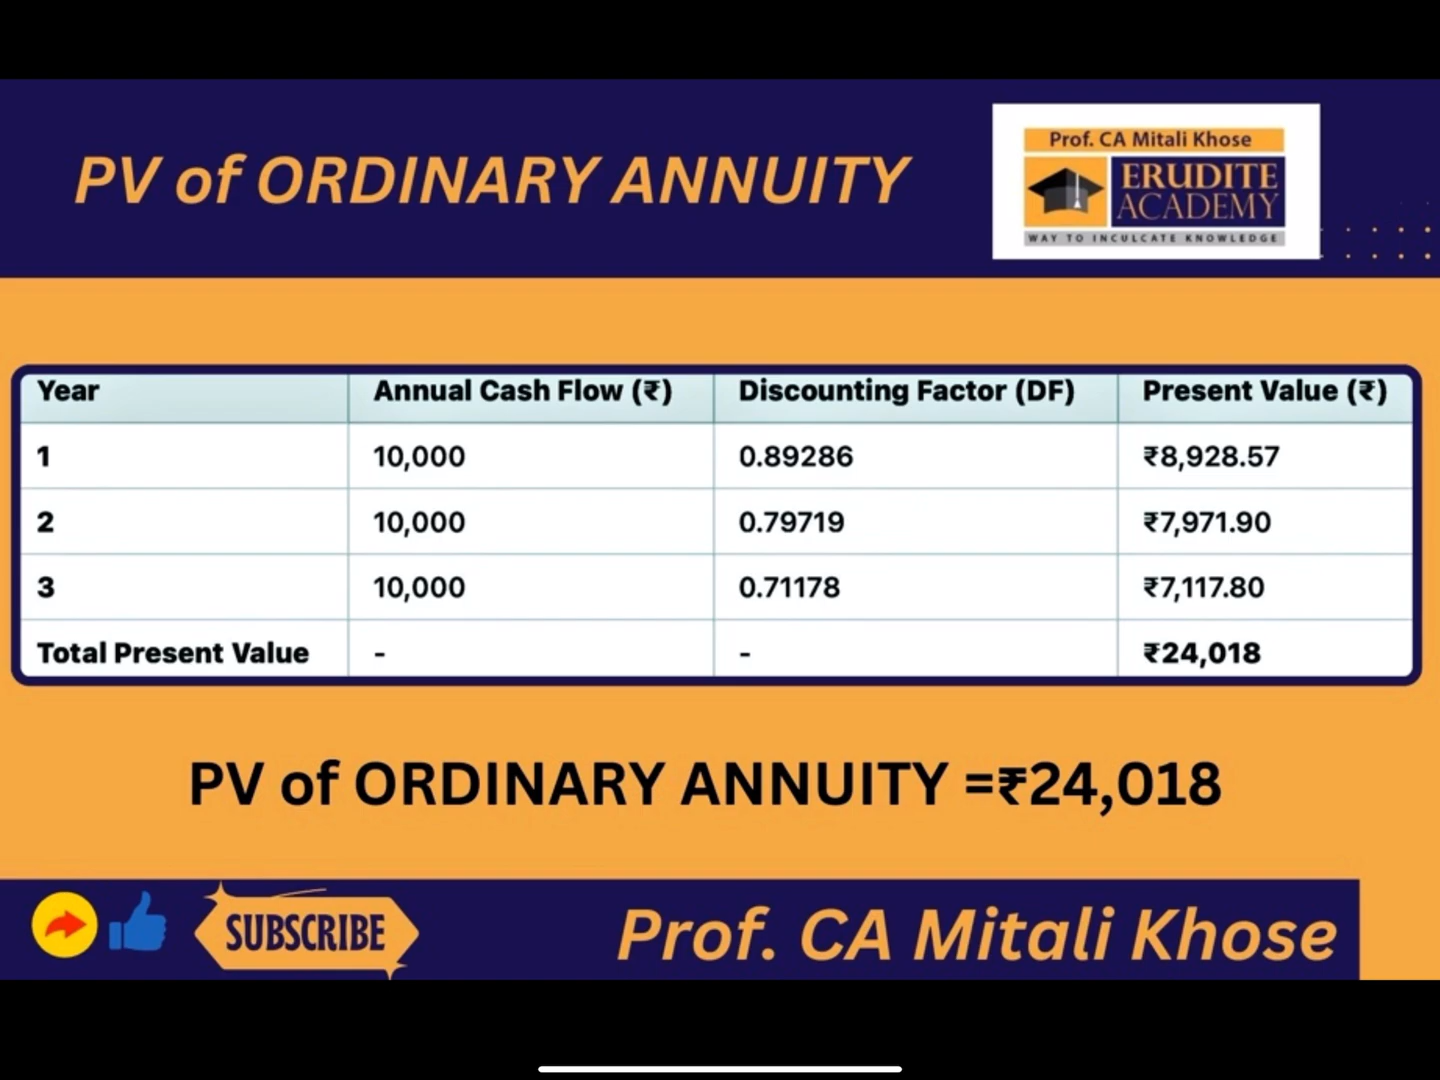 PV of ORDINARY ANNUITY
Prof. CA Mitali Khose
ERUDITE
ACADEMY
WAY TO INCULCATE KNOWLEDGE
Year Annual Cash Flow (₹) Discounting Factor (DF) Present Value (₹)
1 10,000 0.89286 ₹8,928.57
2 10,000 0.79719 ₹7,971.90
3 10,000 0.71178 ₹7,117.80
Total Present Value - - ₹24,018
PV of ORDINARY ANNUITY =₹24,018
SUBSCRIBE
Prof. CA Mitali Khose